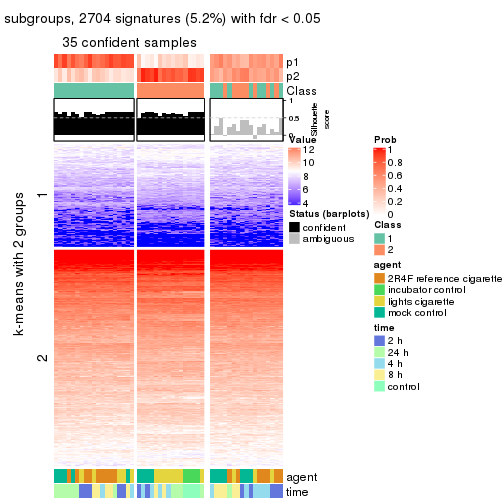 subgroups, 2704 signatures (5.2%) with fdr < 0.05
35 confident samples
p1
p2
Class
1
0.5
0
Silhouette
score
k-means with 2 groups
1
2
agent
time
Value
12
10
8
6
4
Status (barplots)
confident
ambiguous
Prob
1
0.8
0.6
0.4
0.2
0
Class
1
2
agent
2R4F reference cigarette
incubator control
lights cigarette
mock control
time
2 h
24 h
4 h
8 h
control